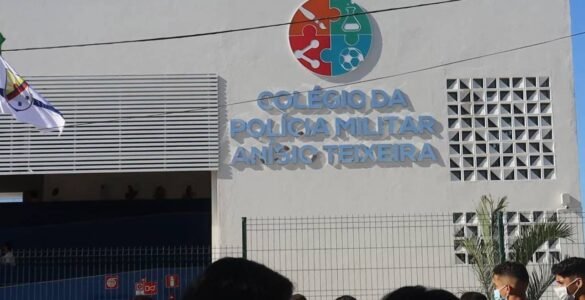 COLÉGIO DA
POLÍCIA MILITAR
ANÍSIO TEIXEIRA